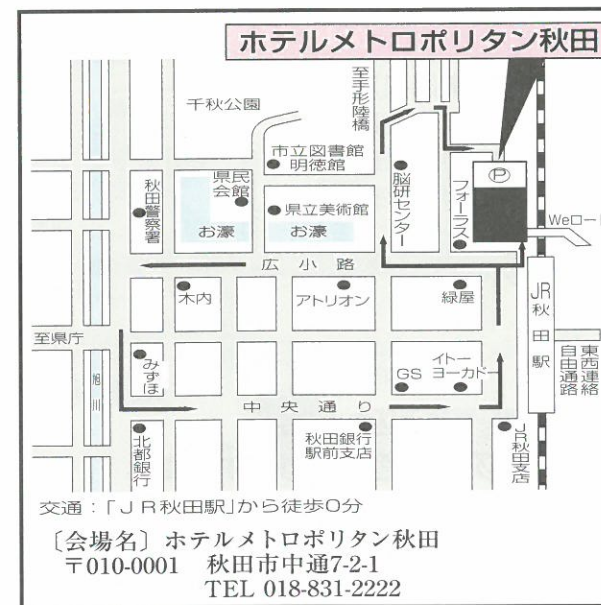 ホテルメトロポリタン秋田
至手形陸橋
千秋公園
市立図書館
明徳館
県民
会館
秋田警察署
お濠
県立美術館
お濠
脳研センター
フォーラス
P
Weロード
広小路
木内
アトリオン
緑屋
JR秋田駅
至県庁
旭川
みずほ
GS
イトー
ヨーカドー
東西連絡
自由通路
中央通り
北都銀行
秋田銀行
駅前支店
JR秋田支店
交通：「JR秋田駅」から徒歩0分
〔会場名〕ホテルメトロポリタン秋田
〒010-0001 秋田市中通7-2-1
TEL 018-831-2222